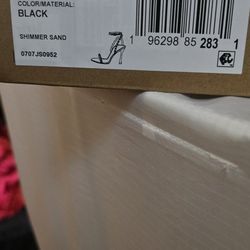 COLOR/MATERIAL:
BLACK
SHIMMER SAND
0707JS0952
1 96298 85 283 1